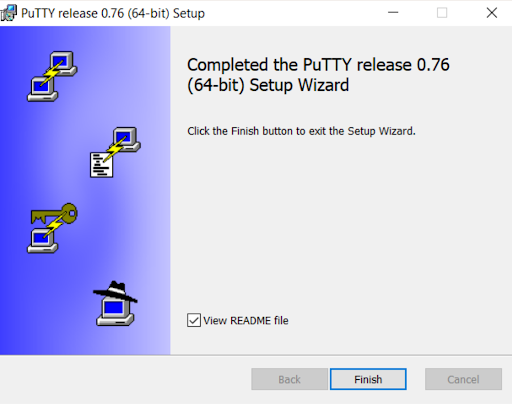 PuTTY release 0.76 (64-bit) Setup
Completed the PuTTY release 0.76
(64-bit) Setup Wizard
Click the Finish button to exit the Setup Wizard.
View README file
Back
Finish
Cancel